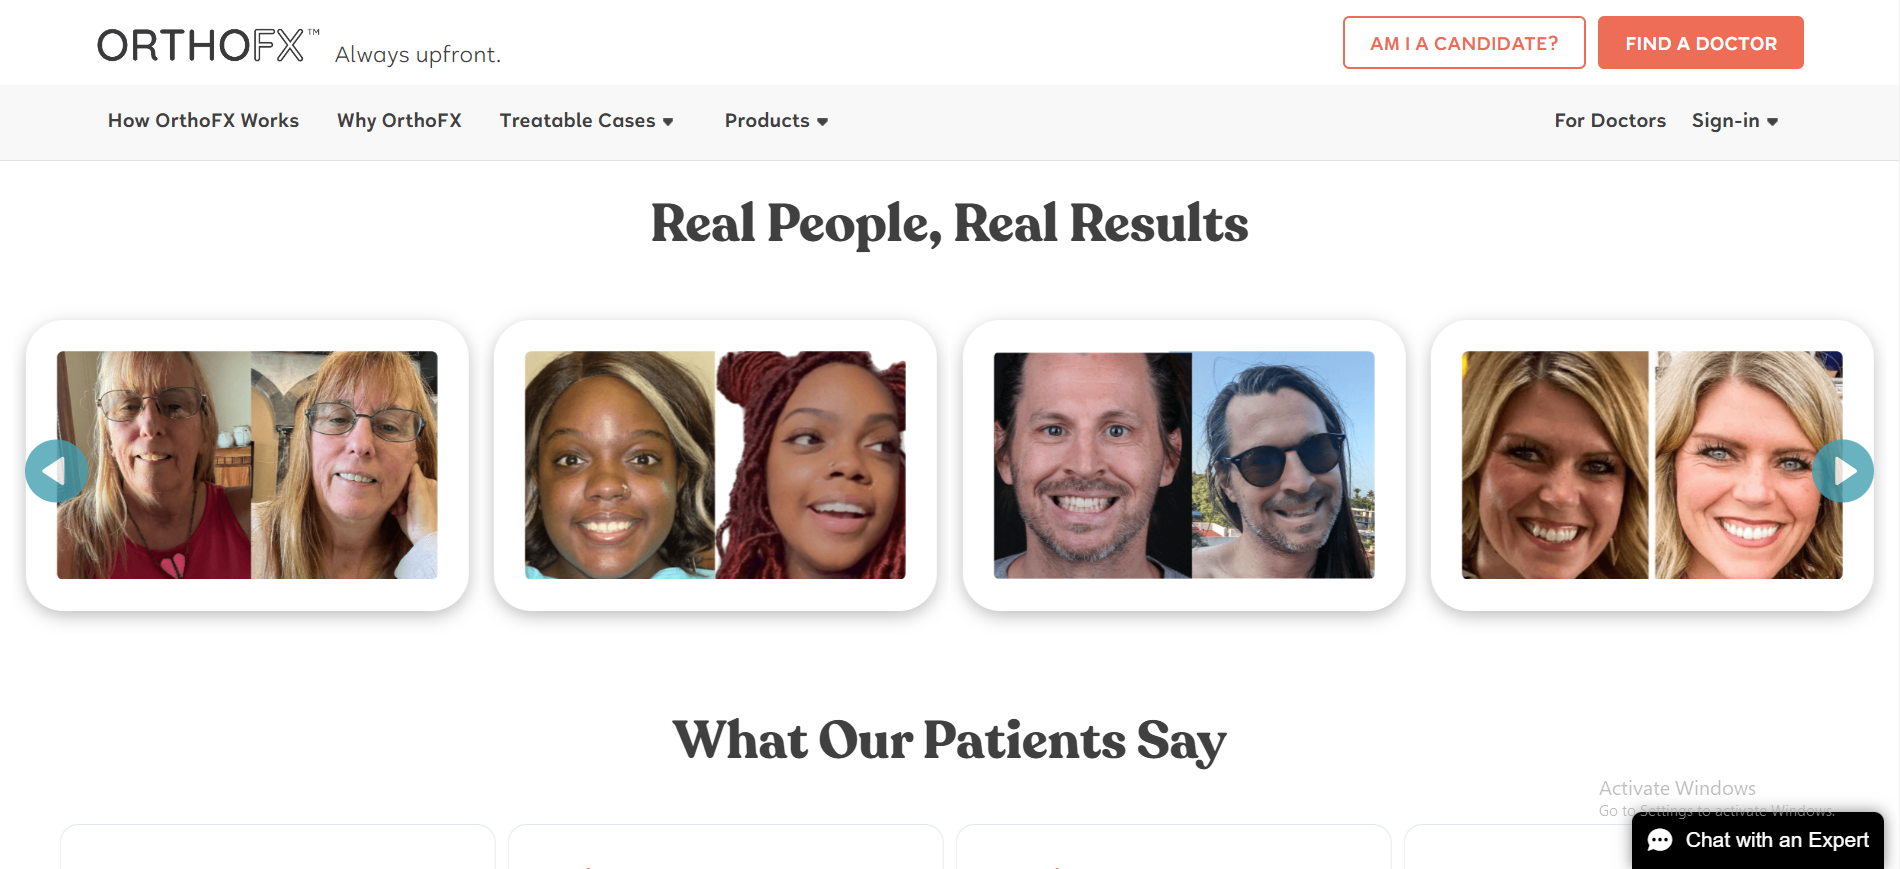 ORTHOFX™ Always upfront.
AM I A CANDIDATE?
FIND A DOCTOR
How OrthoFX Works
Why OrthoFX
Treatable Cases
Products
For Doctors
Sign-in
Real People, Real Results
What Our Patients Say
Activate Windows
Go to Settings to activate Windows.
Chat with an Expert